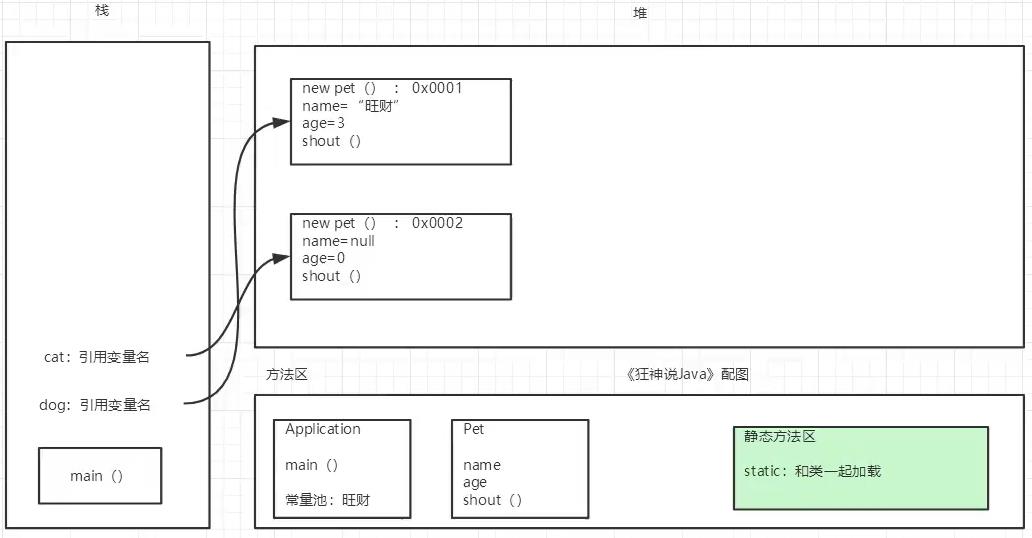 栈
堆
new pet（） ： 0x0001
name= “旺财”
age=3
shout（）
new pet（） ： 0x0002
name=null
age=0
shout（）
cat：引用变量名
dog：引用变量名
main（）
方法区
《狂神说Java》配图
Application
main（）
常量池：旺财
Pet
name
age
shout（）
静态方法区
static：和类一起加载